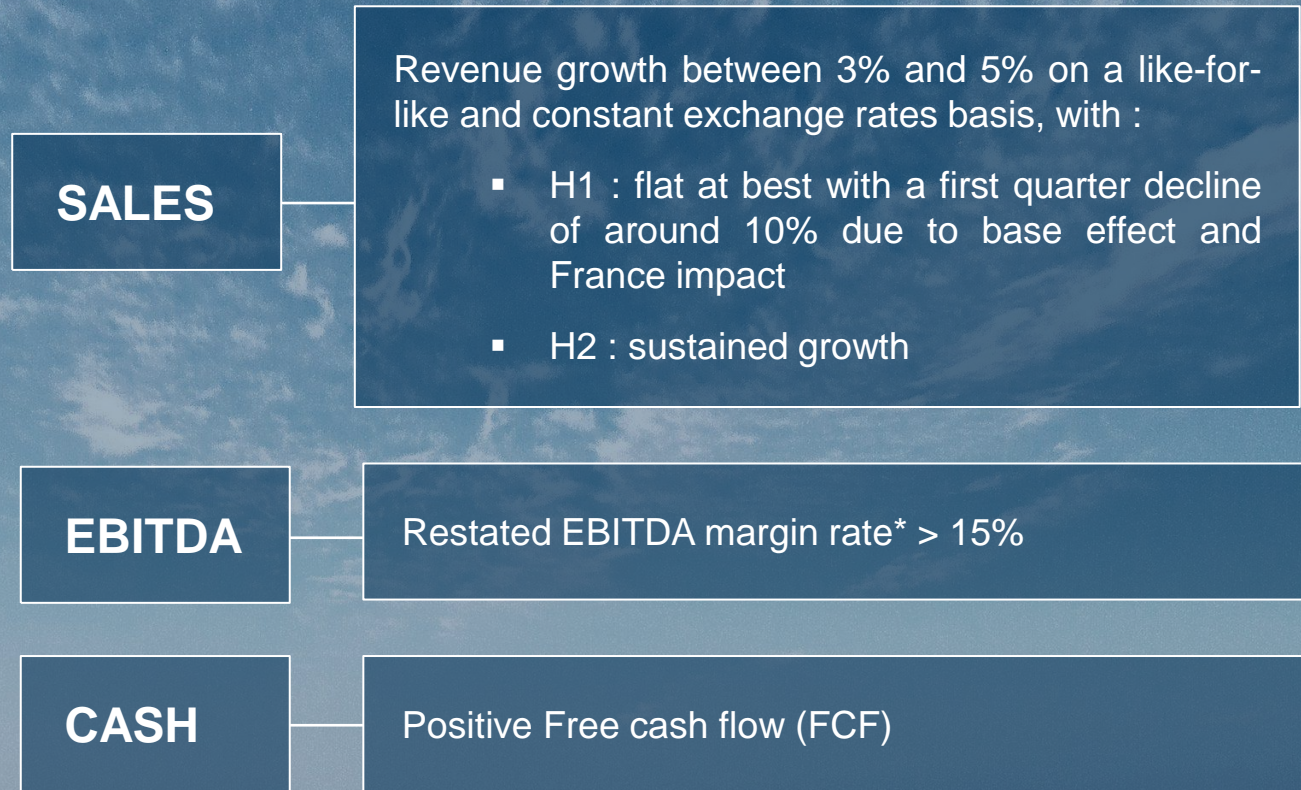 SALES
Revenue growth between 3% and 5% on a like-for-
like and constant exchange rates basis, with :
▪ H1 : flat at best with a first quarter decline
of around 10% due to base effect and
France impact
▪ H2 : sustained growth
EBITDA
Restated EBITDA margin rate* > 15%
CASH
Positive Free cash flow (FCF)